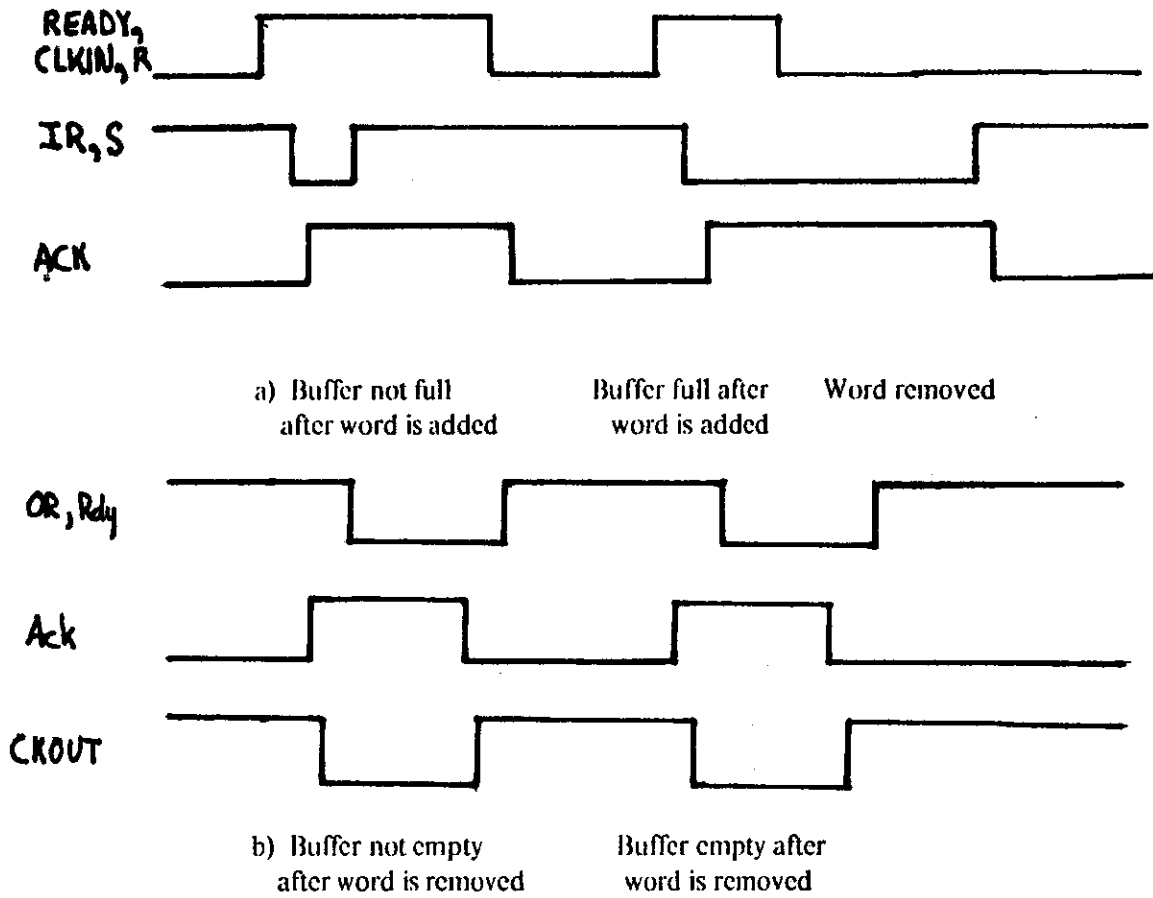 READY,
CLKIN, R
IR, S
ACK
a) Buffer not full
after word is added
Buffer full after
word is added
Word removed
OR, Rdy
Ack
CKOUT
b) Buffer not empty
after word is removed
Buffer empty after
word is removed